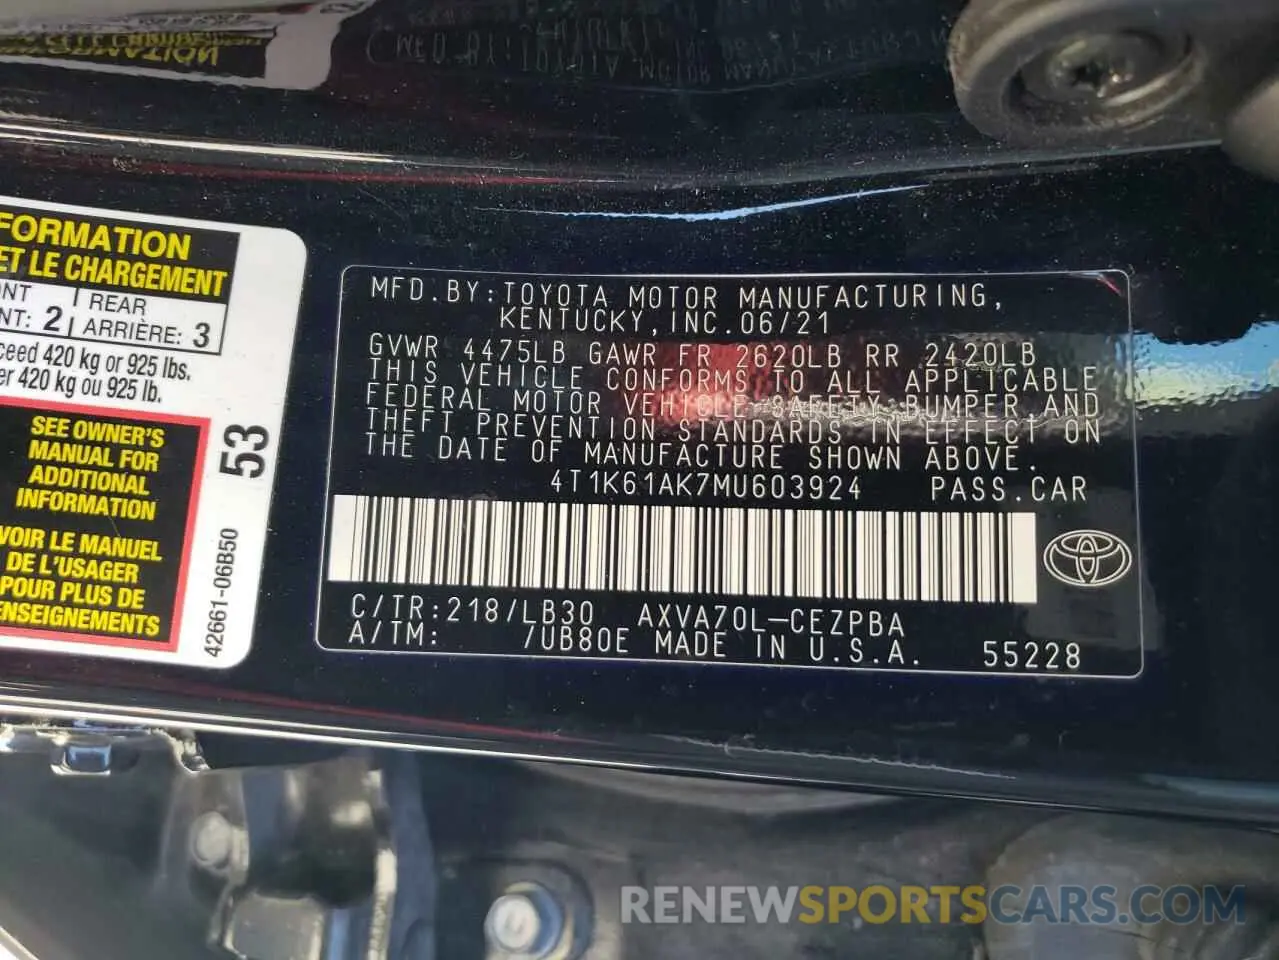 FORMATION
ET LE CHARGEMENT
REAR
2 ARRIÈRE: 3
420 kg or 925 lbs.
420 kg ou 925 lb.
SEE OWNER'S
MANUAL FOR
ADDITIONAL
INFORMATION
VOIR LE MANUEL
DE L'USAGER
POUR PLUS DE
53
42661-06B50
MFD.BY:TOYOTA MOTOR MANUFACTURING,
KENTUCKY,INC.06/21
GVWR 4475LB GAWR FR 2620LB RR 2420LB
THIS VEHICLE CONFORMS TO ALL APPLICABLE
FEDERAL MOTOR VEHICLE SAFETY,BUMPER,AND
THEFT PREVENTION STANDARDS IN EFFECT ON
THE DATE OF MANUFACTURE SHOWN ABOVE.
4T1K61AK7MU603924 PASS.CAR
C/TR:218/LB30 AXVA70L-CEZPBA
A/TM: /UB80E MADE IN U.S.A. 55228
RENEWSPORTSCARS.COM